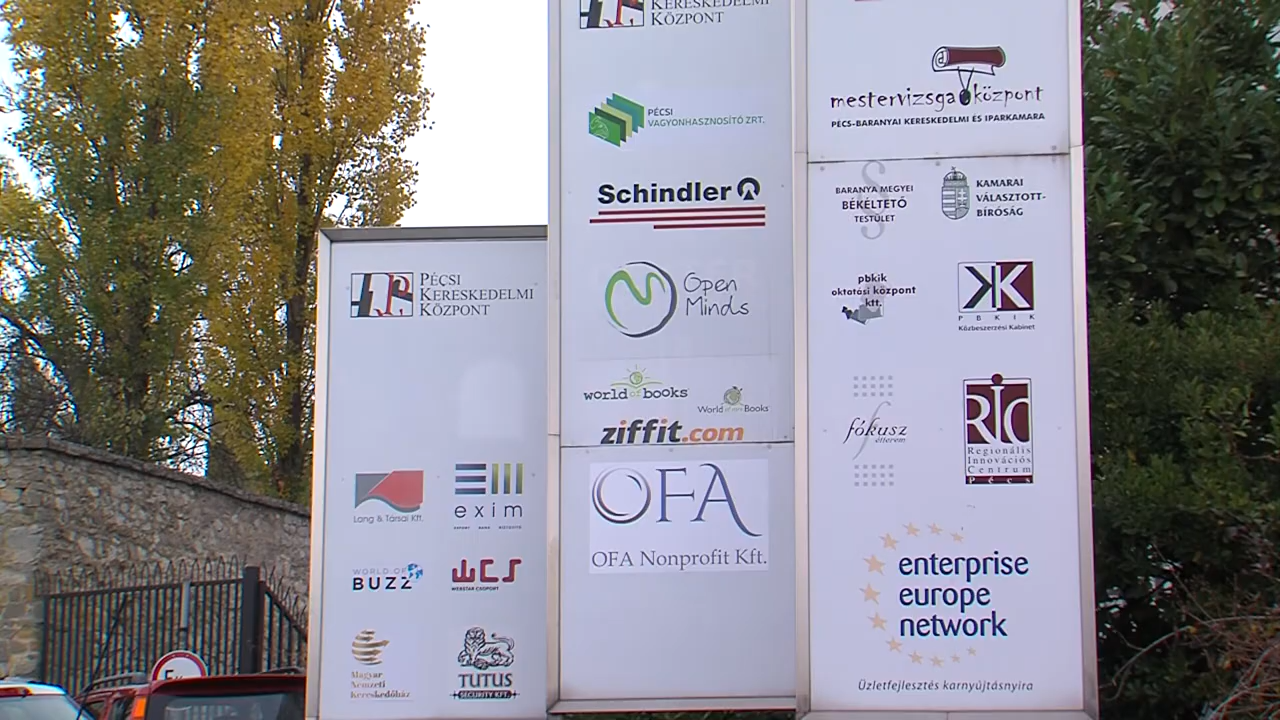 PÉCSI
KERESKEDELMI
KÖZPONT
Lang & Társai Kft.
exim
WORLD OF
BUZZ
WCS
WEBSTAR CSOPORT
Magyar
Nemzeti
Kereskedőház
TUTUS
SECURITY KFT.
KERESKEDELMI
KÖZPONT
PÉCSI
VAGYONHASZNOSÍTÓ ZRT.
Schindler
Open
Minds
world of books
World of rare Books
ziffit.com
OFA
OFA Nonprofit Kft.
mestervizsgaközpont
PÉCS-BARANYAI KERESKEDELMI ÉS IPARKAMARA
BARANYA MEGYEI
BÉKÉLTETŐ
TESTÜLET
KAMARAI
VÁLASZTOTT-
BÍRÓSÁG
pbkik
oktatási központ
kft.
KK
PBKIK
Közbeszerzési Kabinet
fókusz
étterem
RIC
Regionális
Innovációs
Centrum
Pécs
enterprise
europe
network
Üzletfejlesztés karnyújtásnyira